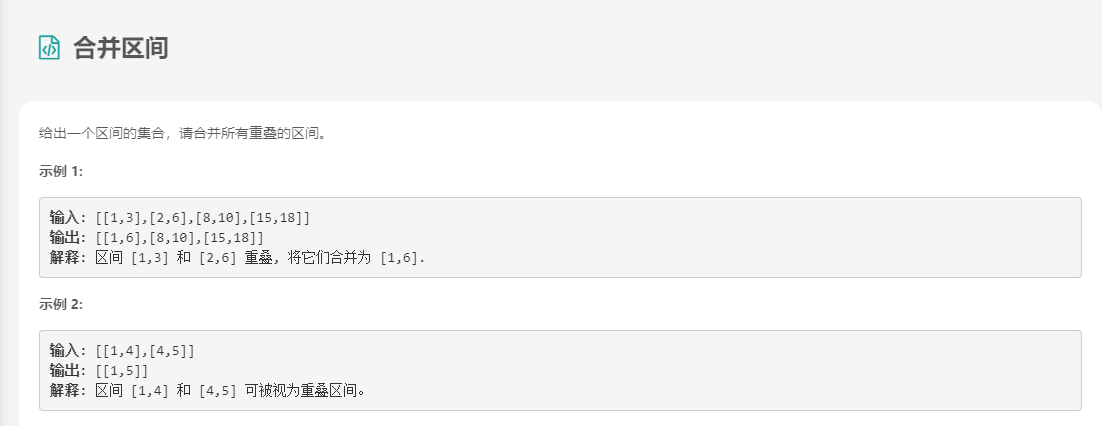 合并区间
给出一个区间的集合，请合并所有重叠的区间。
示例 1:
输入: [[1,3],[2,6],[8,10],[15,18]]
输出: [[1,6],[8,10],[15,18]]
解释: 区间 [1,3] 和 [2,6] 重叠, 将它们合并为 [1,6].
示例 2:
输入: [[1,4],[4,5]]
输出: [[1,5]]
解释: 区间 [1,4] 和 [4,5] 可被视为重叠区间。